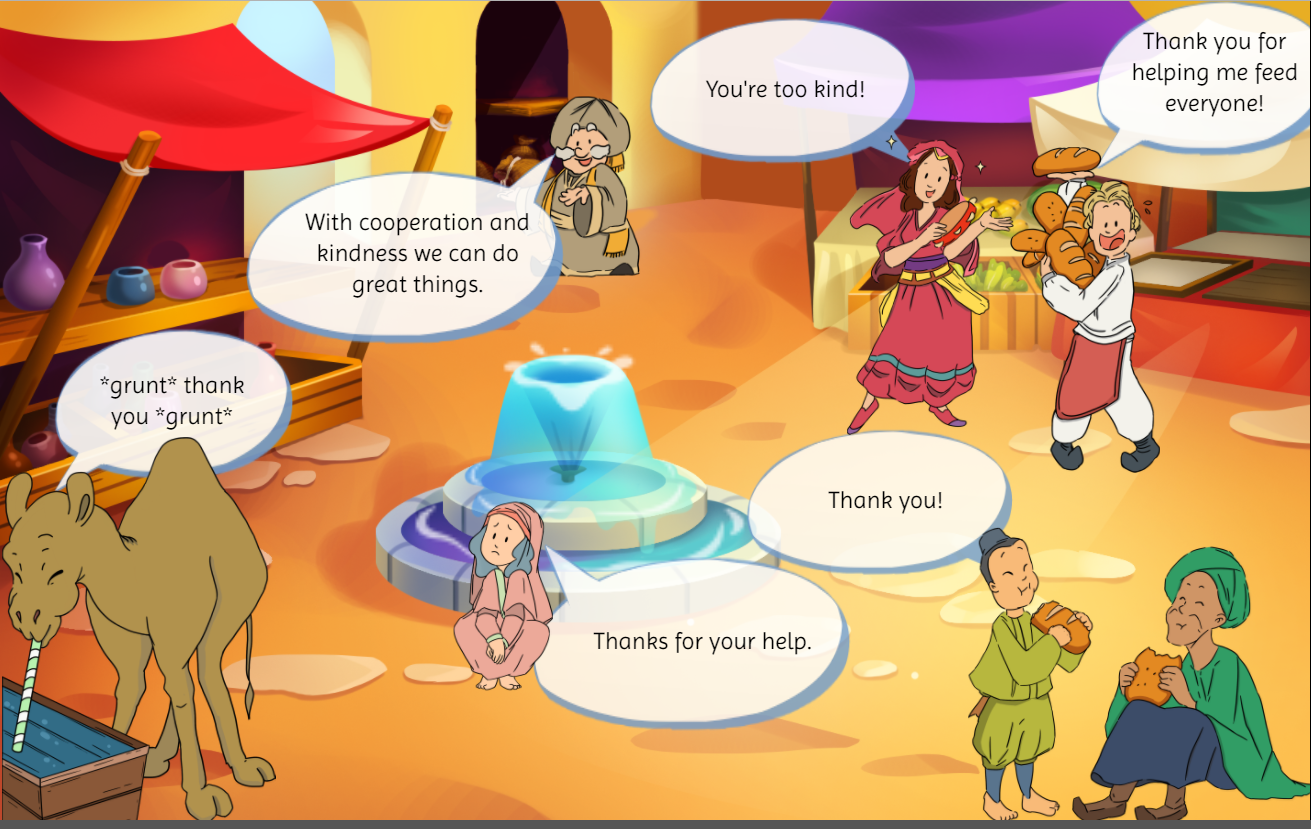 You're too kind!
Thank you for
helping me feed
everyone!
With cooperation and
kindness we can do
great things.
*grunt* thank
you *grunt*
Thank you!
Thanks for your help.